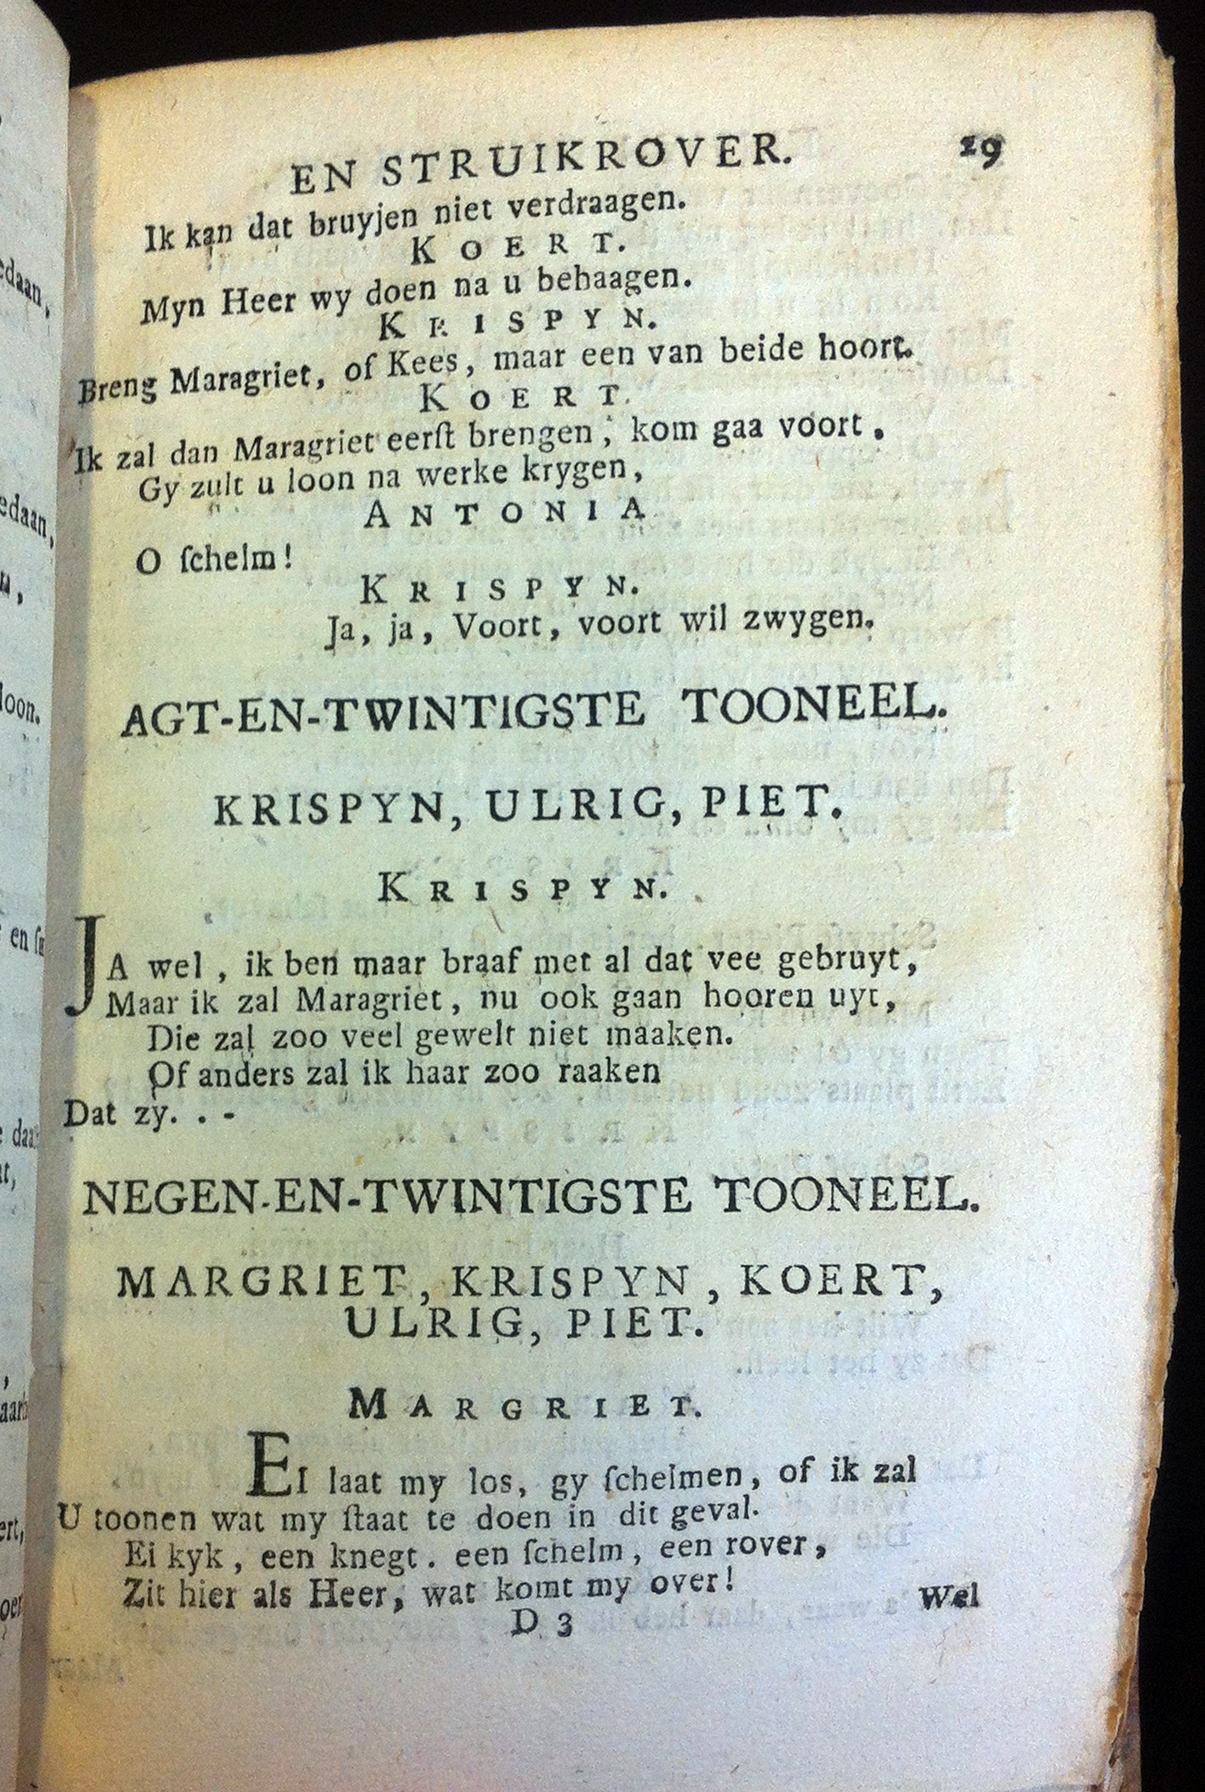 EN STRUIKROVER. 29
Ik kan dat bruyjen niet verdraagen.
KOERT.
Myn Heer wy doen na u behaagen.
KRISPYN.
Breng Maragriet, of Kees, maar een van beide hoort.
KOERT.
Ik zal dan Maragriet eerſt brengen, kom gaa voort.
Gy zult u loon na werke krygen,
ANTONIA
O ſchelm!
KRISPYN.
Ja, ja, Voort, voort wil zwygen.
AGT-EN-TWINTIGSTE TOONEEL.
KRISPYN, ULRIG, PIET.
KRISPYN.
JA wel, ik ben maar braaf met al dat vee gebruyt,
Maar ik zal Maragriet, nu ook gaan hooren uyt,
Die zal zoo veel gewelt niet maaken.
Of anders zal ik haar zoo raaken
Dat zy. . -
NEGEN-EN-TWINTIGSTE TOONEEL.
MARGRIET, KRISPYN, KOERT,
ULRIG, PIET.
MARGRIET.
EI laat my los, gy ſchelmen, of ik zal
U toonen wat my ſtaat te doen in dit geval.
Ei kyk, een knegt. een ſchelm, een rover,
Zit hier als Heer, wat komt my over!
D 3 Wel